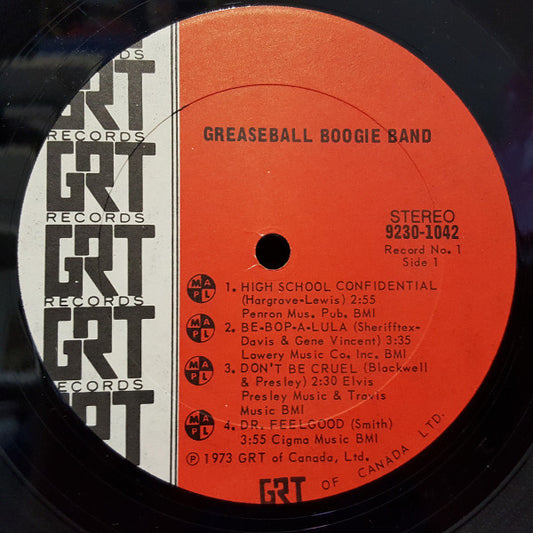 RECORDS
GRT
RECORDS
GRT
RECORDS
GRT
RECORDS
GRT
RECORDS
GRT
GREASEBALL BOOGIE BAND
STEREO
9230-1042
Record No. 1
Side 1
MAPL 1. HIGH SCHOOL CONFIDENTIAL
(Hargrave-Lewis) 2:55
Penron Mus. Pub. BMI
MAPL 2. BE-BOP-A-LULA (Sherifftex-
Davis & Gene Vincent) 3:35
Lowery Music Co. Inc. BMI
MAPL 3. DON'T BE CRUEL (Blackwell
& Presley) 2:30 Elvis
Presley Music & Travis
Music BMI
MAPL 4. DR. FEELGOOD (Smith)
3:55 Cigma Music BMI
℗ 1973 GRT of Canada, Ltd.
GRT OF CANADA LTD.